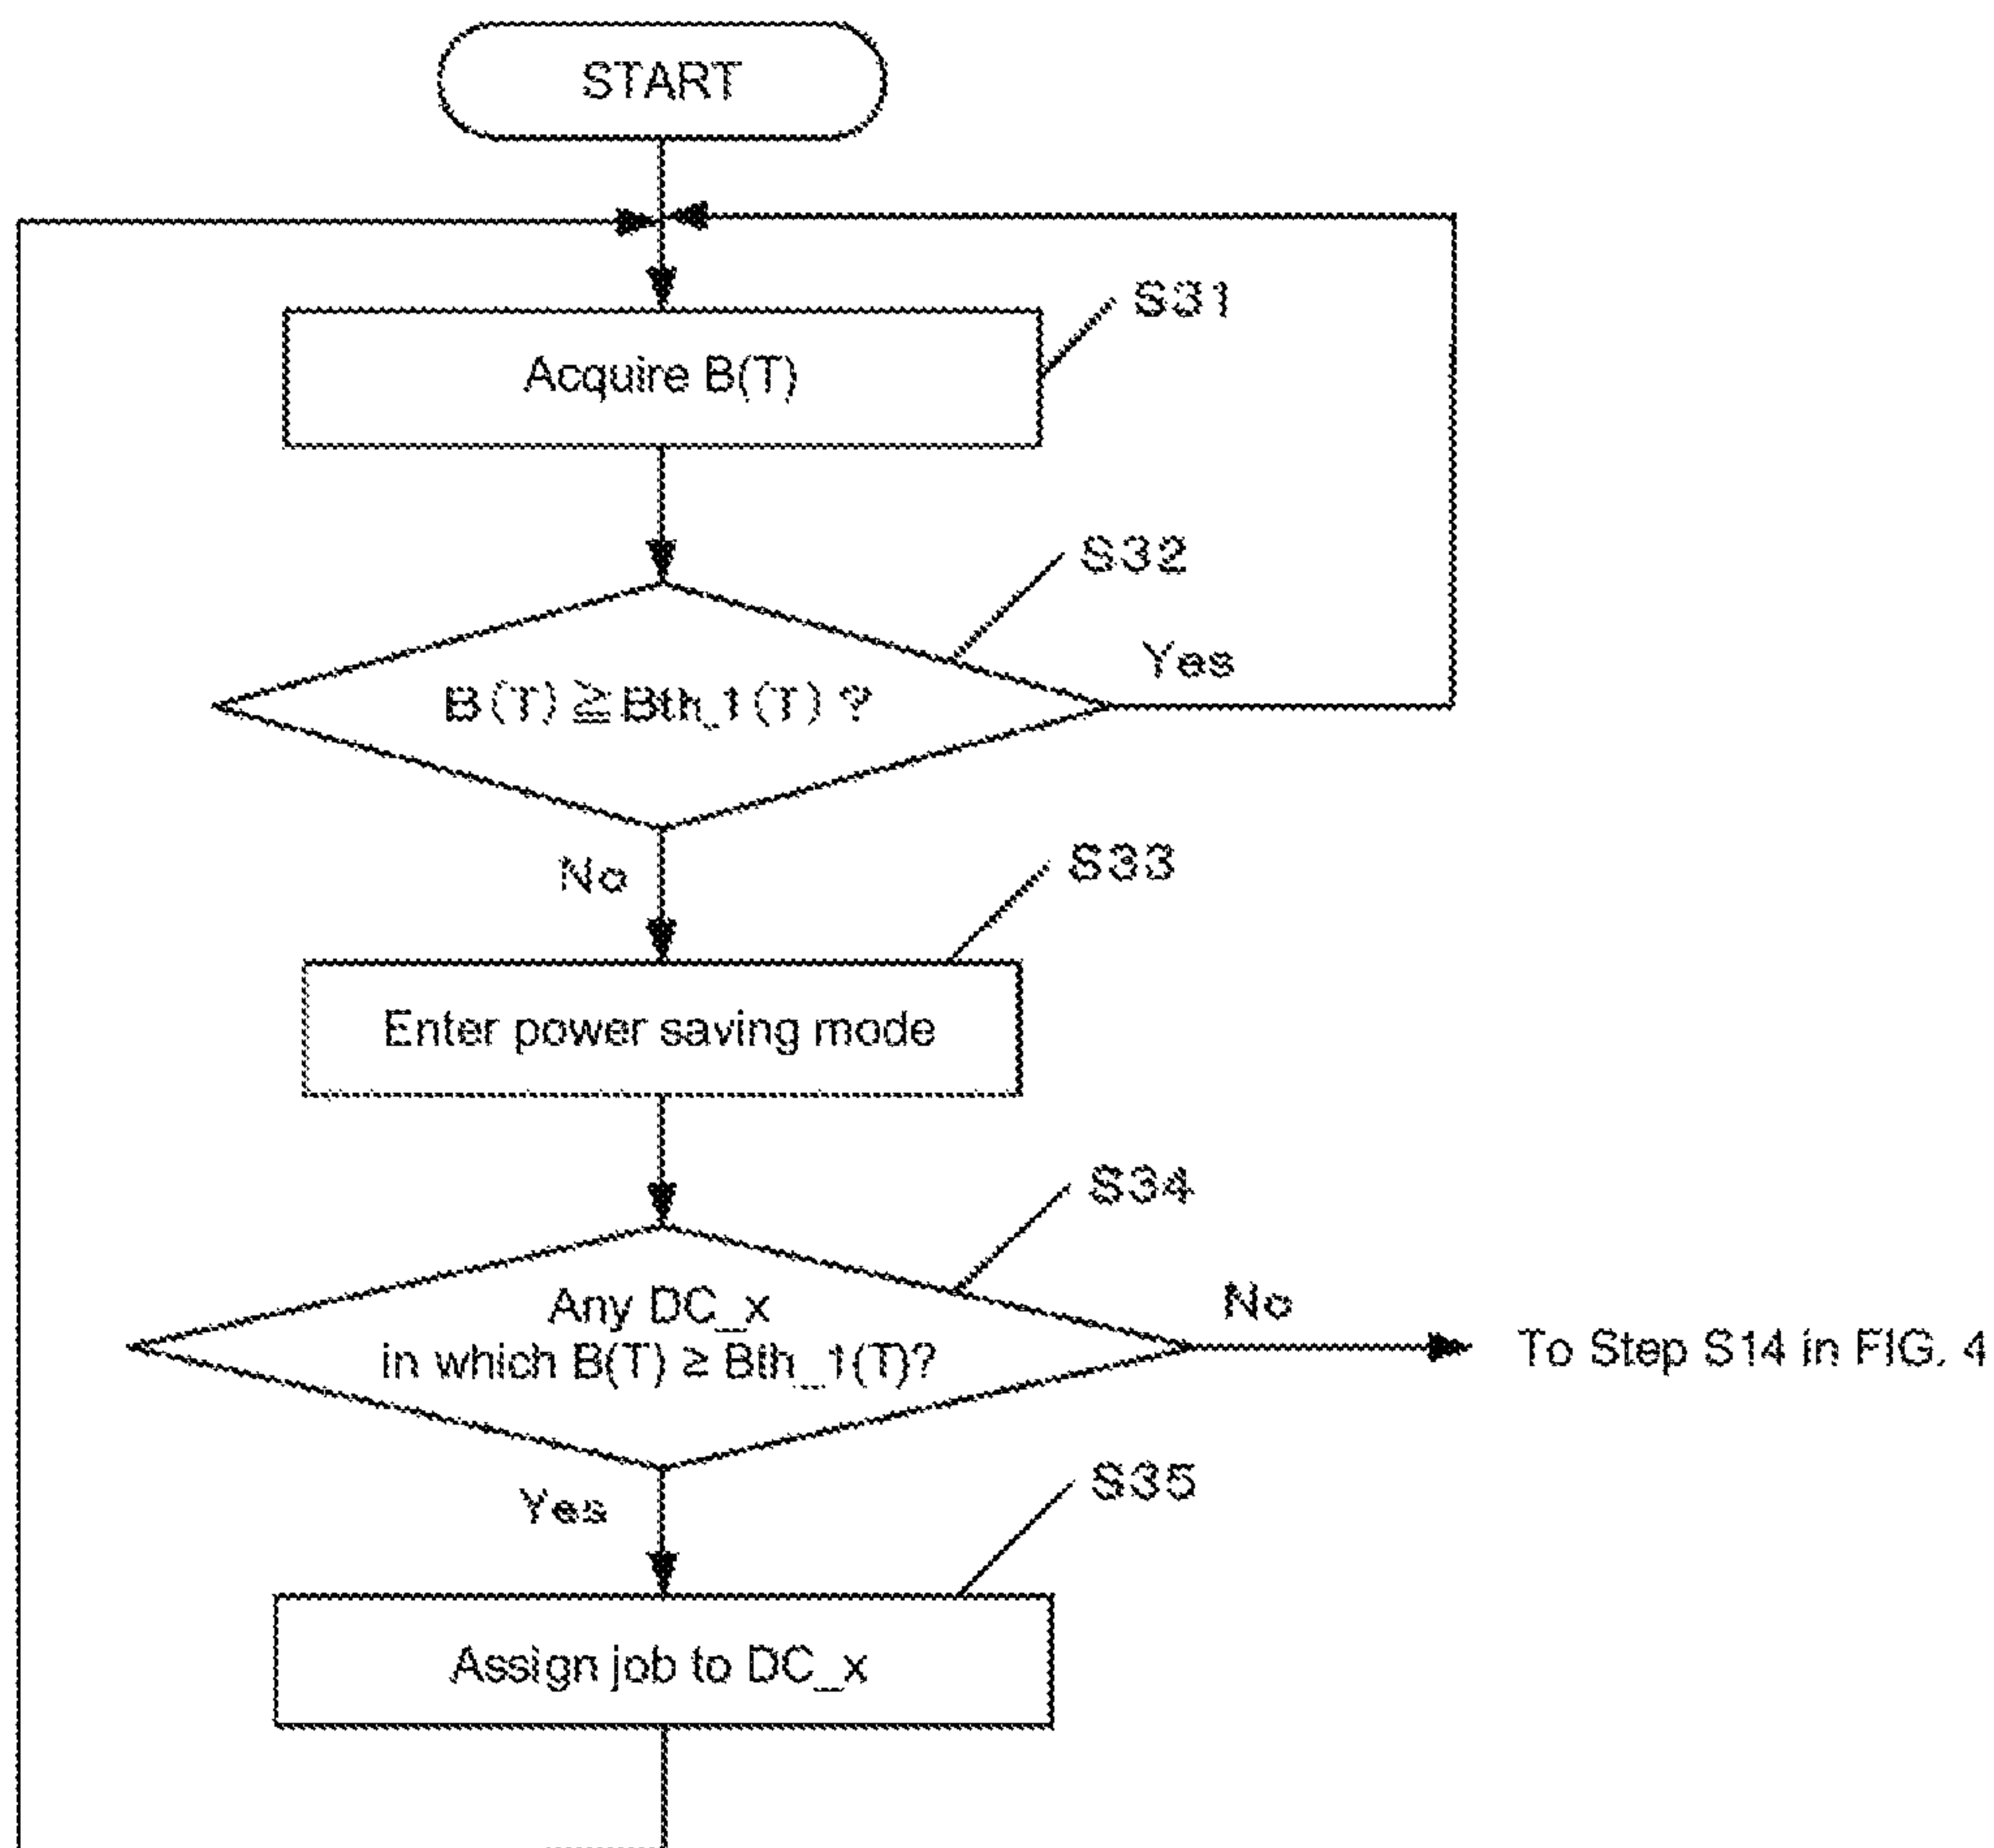 START
S31
Acquire B(T)
S32
Yes
B(T) ≧ Bth_1(T) ?
No
S33
Enter power saving mode
S34
Any DC_x
in which B(T) ≥ Bth_1(T)?
No
To Step S14 in FIG. 4
Yes
S35
Assign job to DC_x